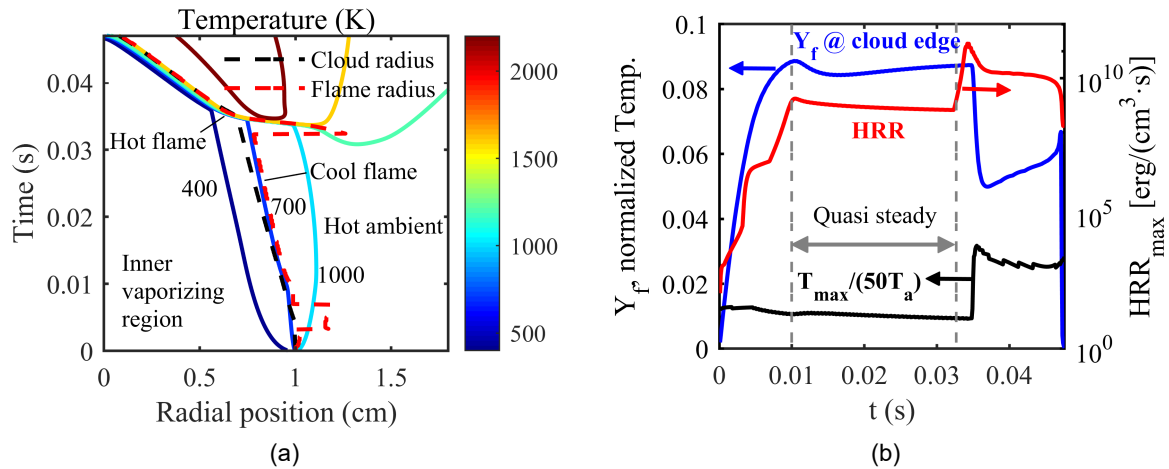 Temperature (K)
Cloud radius
Flame radius
Hot flame
Cool flame
400
700
Hot ambient
1000
Inner
vaporizing
region
0.04
0.03
0.02
0.01
0
Time (s)
0
0.5
1
1.5
Radial position (cm)
2000
1500
1000
500
(a)
Y_f @ cloud edge
HRR
Quasi steady
T_max/(50T_a)
0.1
0.08
0.06
0.04
0.02
0
Y_f, normalized Temp.
10^10
10^5
10^0
HRR_max [erg/(cm^3·s)]
0
0.01
0.02
0.03
0.04
t (s)
(b)